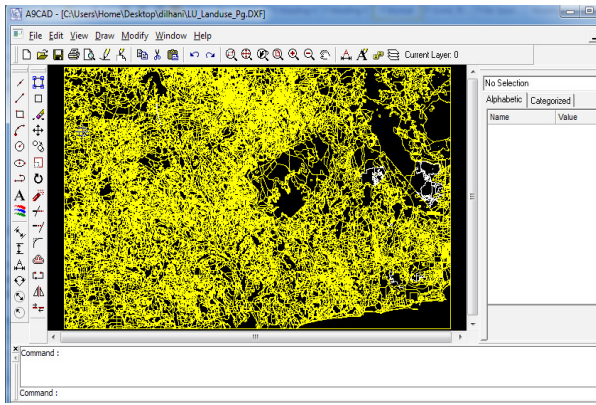 A9CAD - [C:\Users\Home\Desktop\dilhani\LU_Landuse_Pg.DXF]
File Edit View Draw Modify Window Help
Current Layer: 0
No Selection
Alphabetic Categorized
Name Value
Command :
Command :